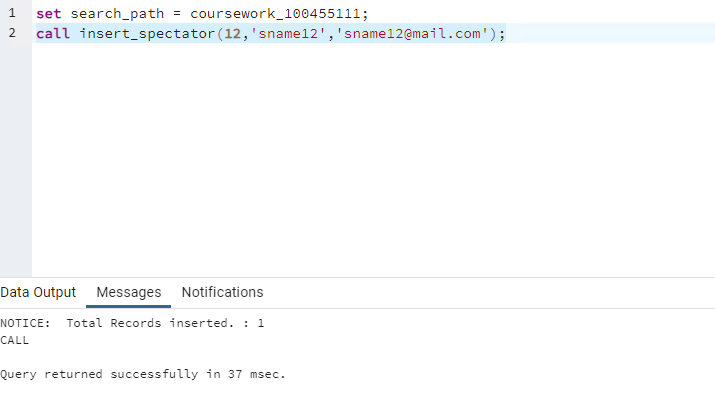 1 set search_path = coursework_100455111;
2 call insert_spectator(12,'sname12','sname12@mail.com');
Data Output Messages Notifications
NOTICE:  Total Records inserted. : 1
CALL
Query returned successfully in 37 msec.